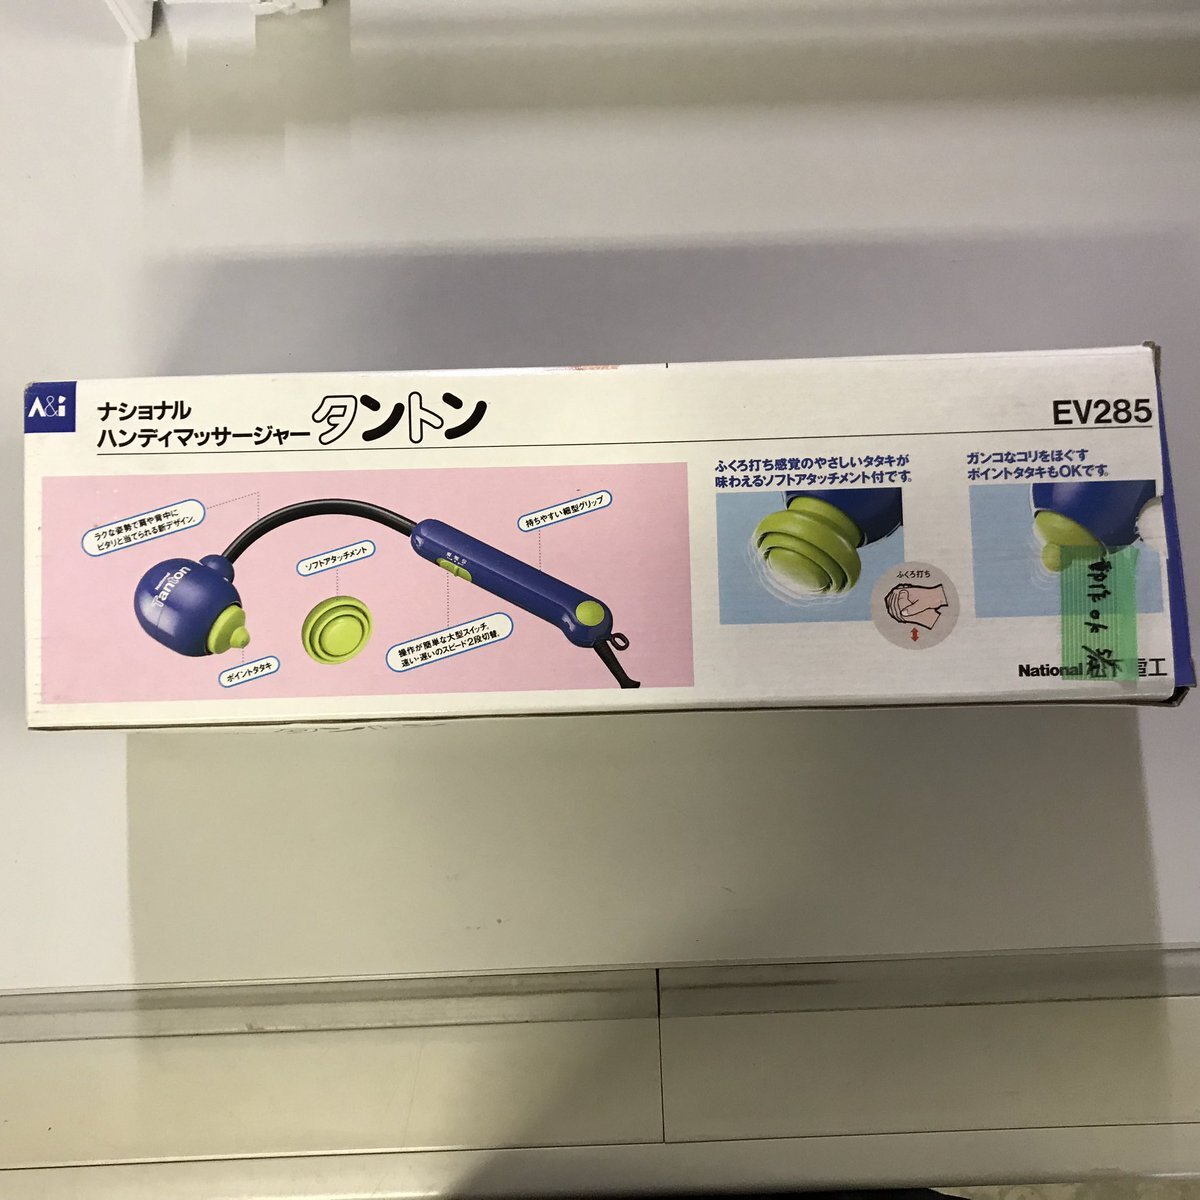 A&i
ナショナル
ハンディマッサージャー タントン
EV285
ラクな姿勢で肩や背中に
ピタリと当てられる新デザイン。
ソフトアタッチメント
持ちやすい細型グリップ
Tanton
ポイントタタキ
操作が簡単な大型スイッチ。
速い・遅いのスピード2段切替。
ふくろ打ち感覚のやさしいタタキが
味わえるソフトアタッチメント付です。
ふくろ打ち
ガンコなコリをほぐす
ポイントタタキもOKです。
動作OK
National
電工